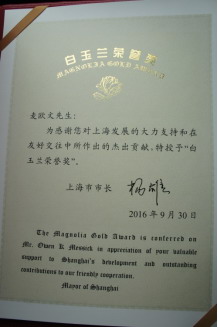 白玉兰荣誉奖
MAGNOLIA GOLD AWARD
麦欧文先生：
为感谢您对上海发展的大力支持和在
友好交往中所作出的杰出贡献，特授予“白
玉兰荣誉奖”。
上海市市长
2016年9月30日
The Magnolia Gold Award is conferred on
Mr. Owen K Messick in appreciation of your valuable
support to Shanghai's development and outstanding
contributions to our friendly cooperation.
Mayor of Shanghai